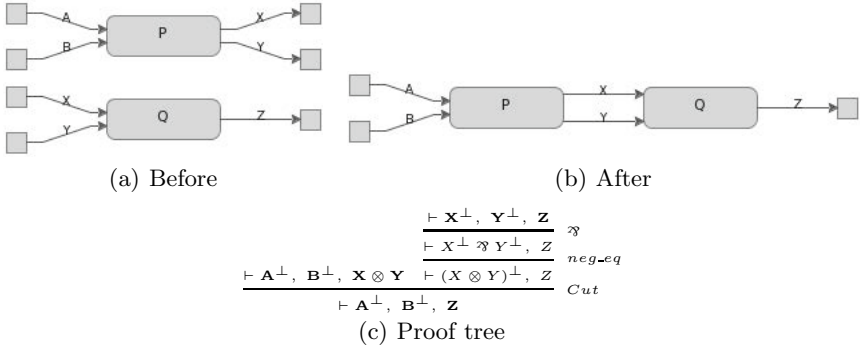 A
B
P
X
Y
X
Y
Q
Z
A
B
P
X
Y
Q
Z
(a) Before
(b) After
⊢ X⊥, Y⊥, Z
⅋
⊢ X⊥ ⅋ Y⊥, Z
neg_eq
⊢ A⊥, B⊥, X ⊗ Y ⊢ (X ⊗ Y)⊥, Z
Cut
⊢ A⊥, B⊥, Z
(c) Proof tree